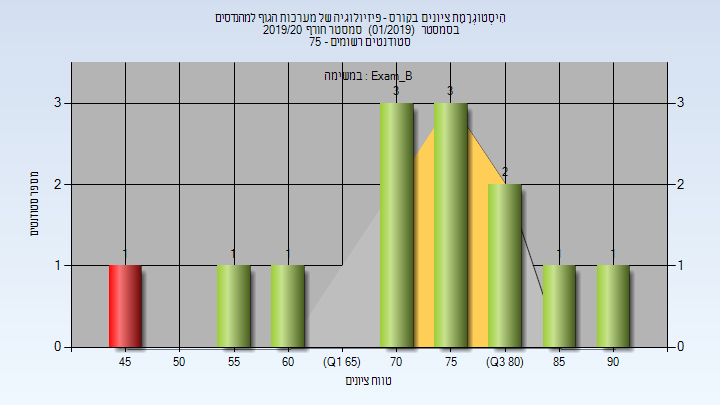 היסטוגרמת ציונים בקורס - פיזיולוגיה של מערכות הגוף למהנדסים
בסמסטר (01/2019) סמסטר חורף 2019/20
סטודנטים רשומים - 75
במשימה : Exam_B
מספר סטודנטים
3 3
2 2
1 1
0 0
1 1 1 3 3 2 1 1
45 50 55 60 (Q1 65) 70 75 (Q3 80) 85 90
טווח ציונים